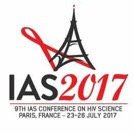 IAS2017
9TH IAS CONFERENCE ON HIV SCIENCE
PARIS, FRANCE - 23-26 JULY 2017